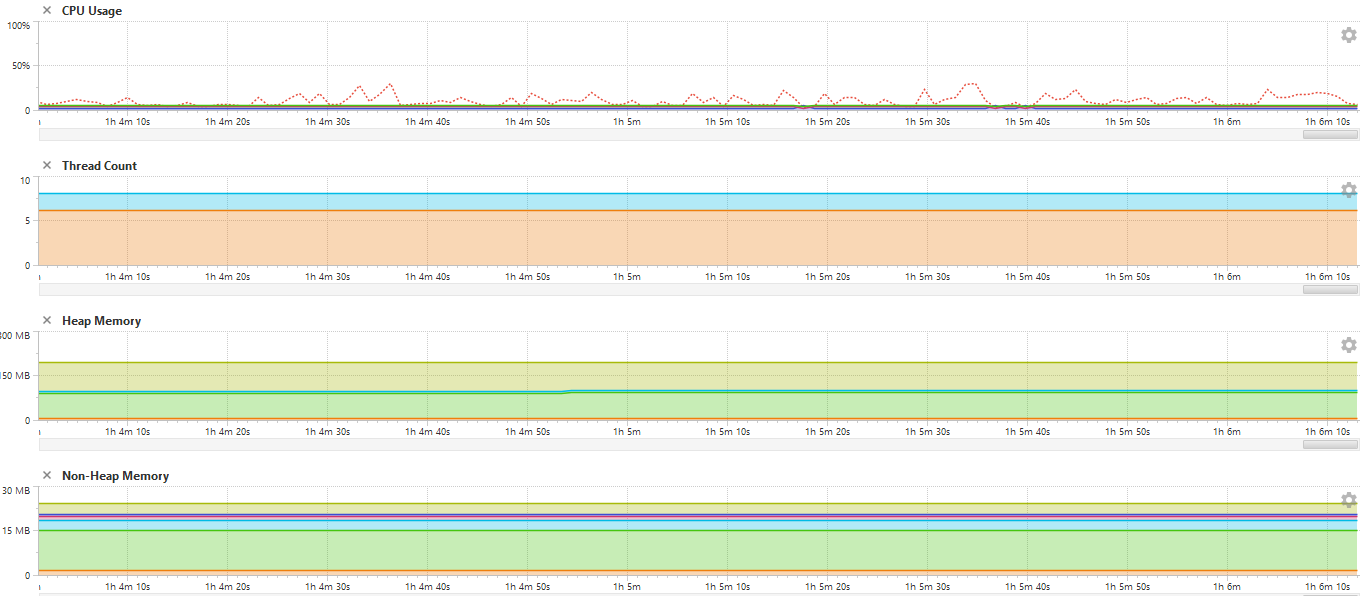 CPU Usage
100%
50%
0
1h 4m 10s 1h 4m 20s 1h 4m 30s 1h 4m 40s 1h 4m 50s 1h 5m 1h 5m 10s 1h 5m 20s 1h 5m 30s 1h 5m 40s 1h 5m 50s 1h 6m 1h 6m 10s
Thread Count
10
5
0
1h 4m 10s 1h 4m 20s 1h 4m 30s 1h 4m 40s 1h 4m 50s 1h 5m 1h 5m 10s 1h 5m 20s 1h 5m 30s 1h 5m 40s 1h 5m 50s 1h 6m 1h 6m 10s
Heap Memory
300 MB
150 MB
0
1h 4m 10s 1h 4m 20s 1h 4m 30s 1h 4m 40s 1h 4m 50s 1h 5m 1h 5m 10s 1h 5m 20s 1h 5m 30s 1h 5m 40s 1h 5m 50s 1h 6m 1h 6m 10s
Non-Heap Memory
30 MB
15 MB
0
1h 4m 10s 1h 4m 20s 1h 4m 30s 1h 4m 40s 1h 4m 50s 1h 5m 1h 5m 10s 1h 5m 20s 1h 5m 30s 1h 5m 40s 1h 5m 50s 1h 6m 1h 6m 10s